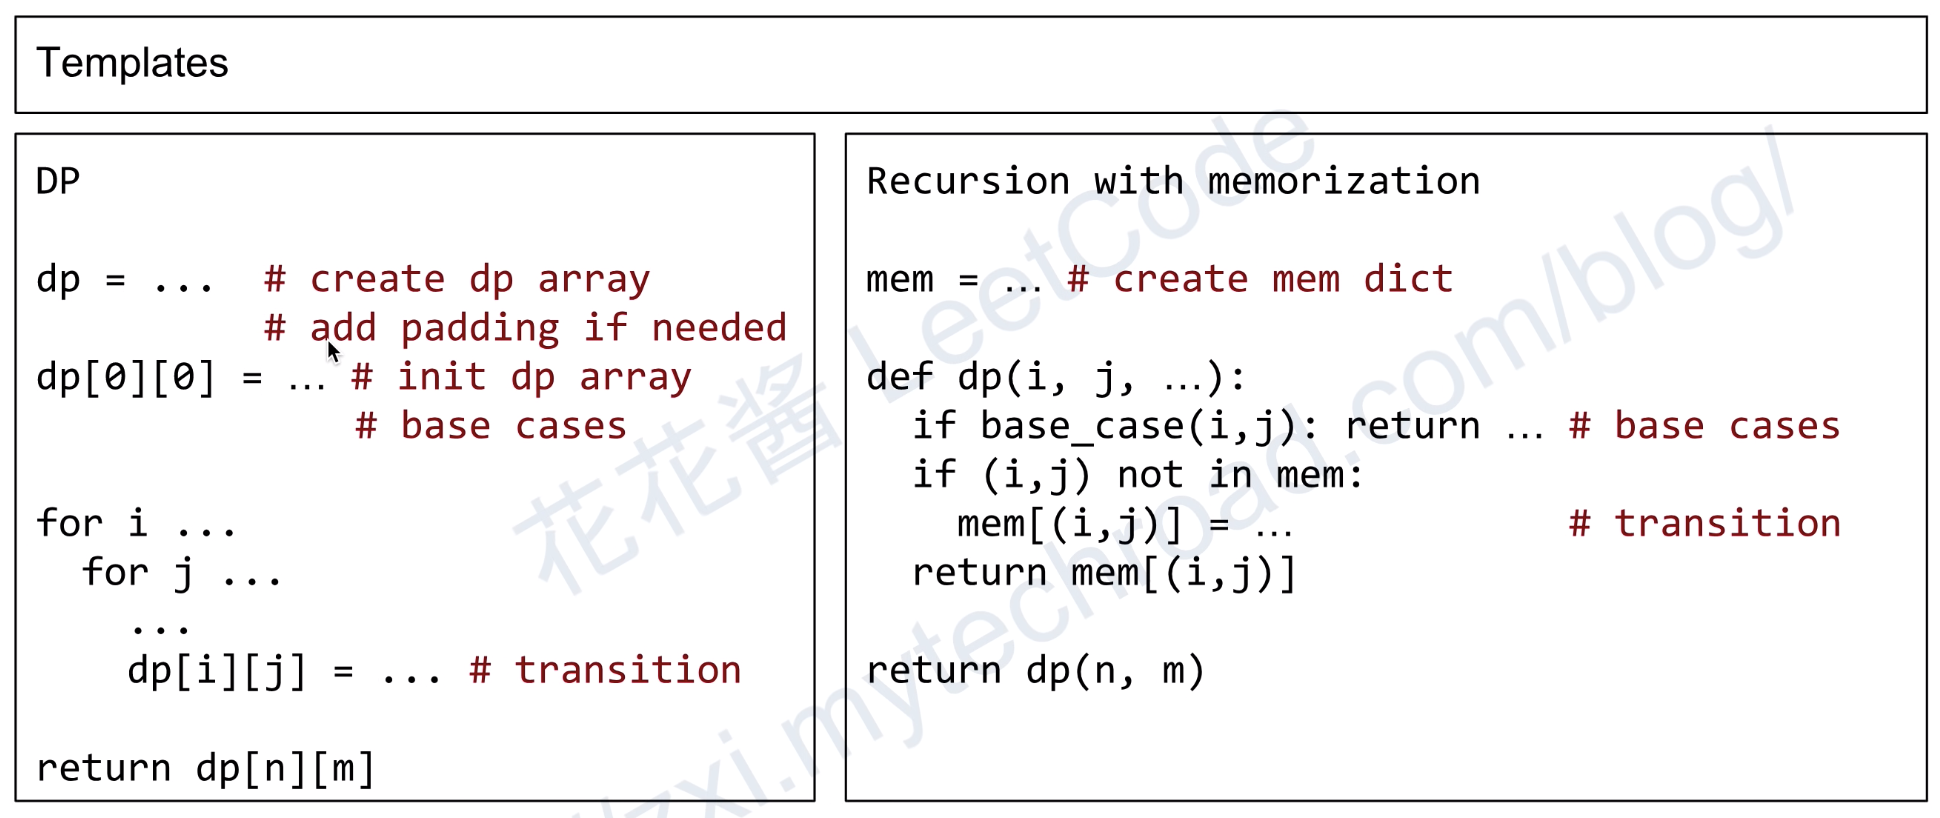 Templates
DP
dp = ... # create dp array
# add padding if needed
dp[0][0] = … # init dp array
# base cases
for i ...
for j ...
...
dp[i][j] = ... # transition
return dp[n][m]
Recursion with memorization
mem = … # create mem dict
def dp(i, j, …):
if base_case(i,j): return … # base cases
if (i,j) not in mem:
mem[(i,j)] = … # transition
return mem[(i,j)]
return dp(n, m)
花花酱 LeetCode
/zxi.mytechroad.com/blog/